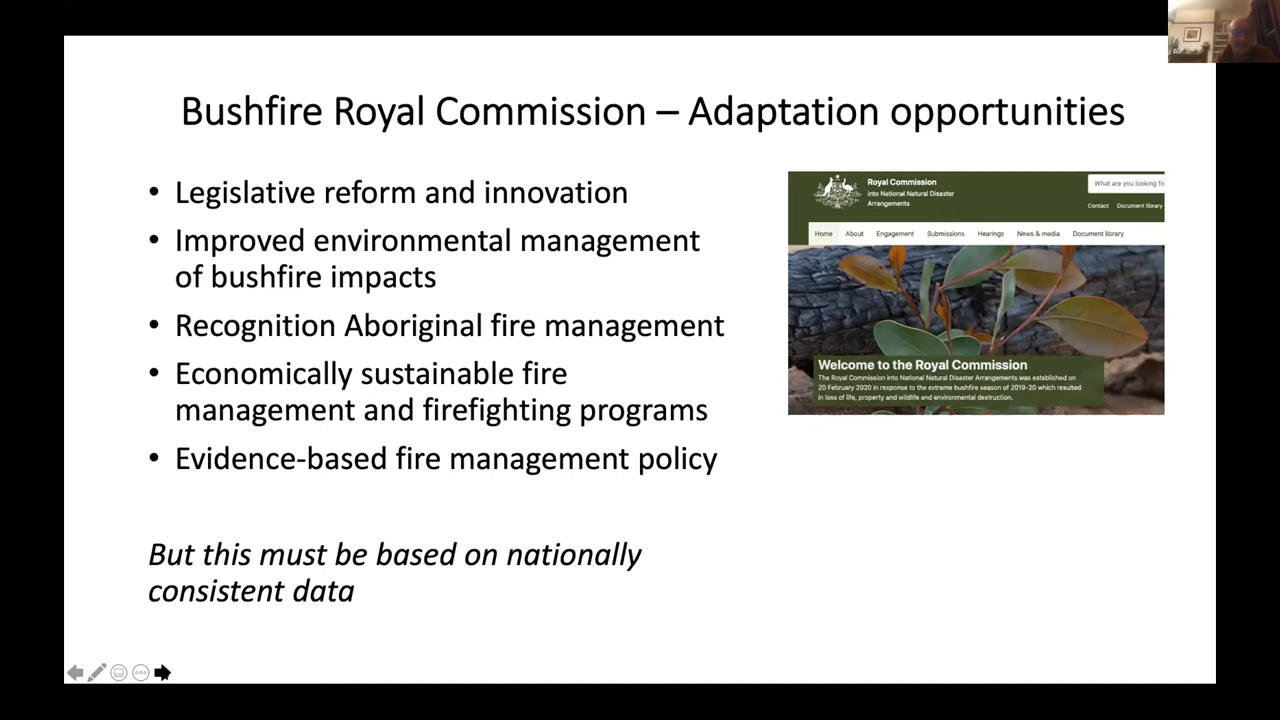 Bushfire Royal Commission – Adaptation opportunities
• Legislative reform and innovation
• Improved environmental management
of bushfire impacts
• Recognition Aboriginal fire management
• Economically sustainable fire
management and firefighting programs
• Evidence-based fire management policy
But this must be based on nationally
consistent data
Royal Commission
into National Natural Disaster
Arrangements
What are you looking fo
Contact Document library
Home About Engagement Submissions Hearings News & media Document library
Welcome to the Royal Commission
The Royal Commission into National Natural Disaster Arrangements was established on
20 February 2020 in response to the extreme bushfire season of 2019-20 which resulted
in loss of life, property and wildlife and environmental destruction.